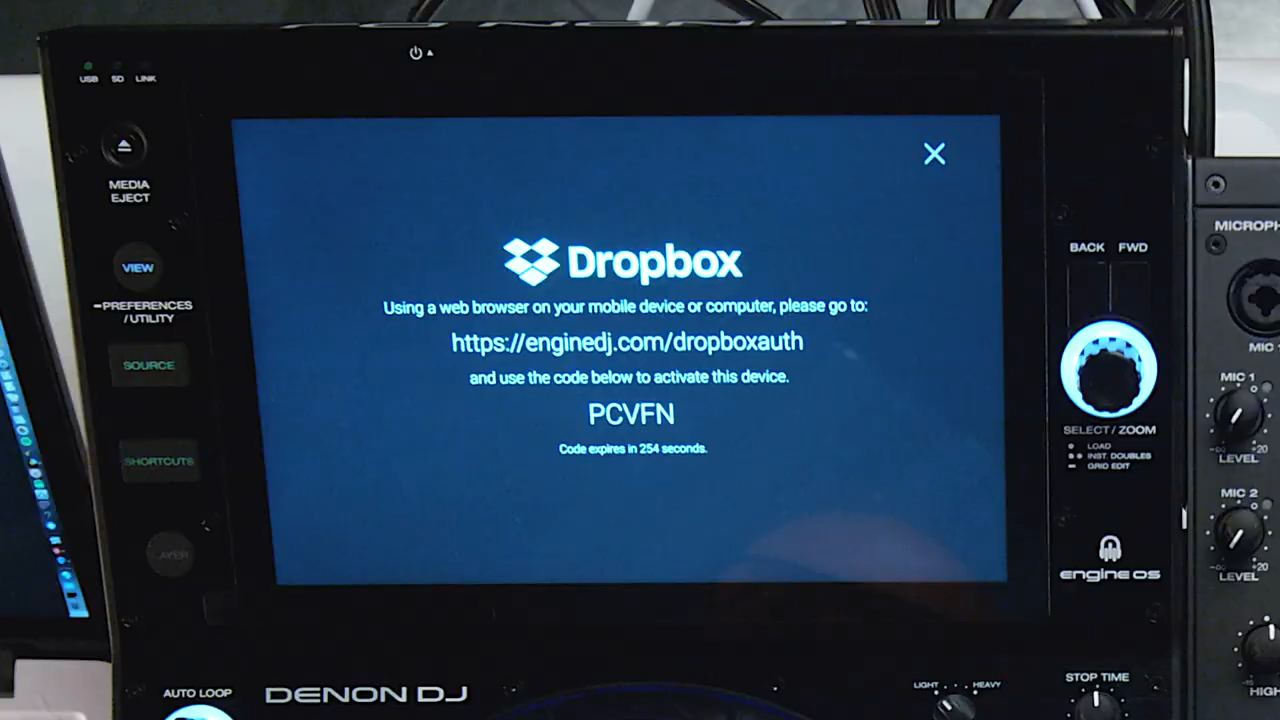 USB SD LINK
MEDIA
EJECT
VIEW
PREFERENCES
/ UTILITY
SOURCE
SHORTCUTS
AUTO LOOP
DENON DJ
Dropbox
Using a web browser on your mobile device or computer, please go to:
https://enginedj.com/dropboxauth
and use the code below to activate this device.
PCVFN
Code expires in 254 seconds.
BACK FWD
SELECT / ZOOM
LOAD
INST. DOUBLES
GRID EDIT
engine os
LIGHT HEAVY
STOP TIME
MIC 1
LEVEL
+20
MIC 2
LEVEL
+20